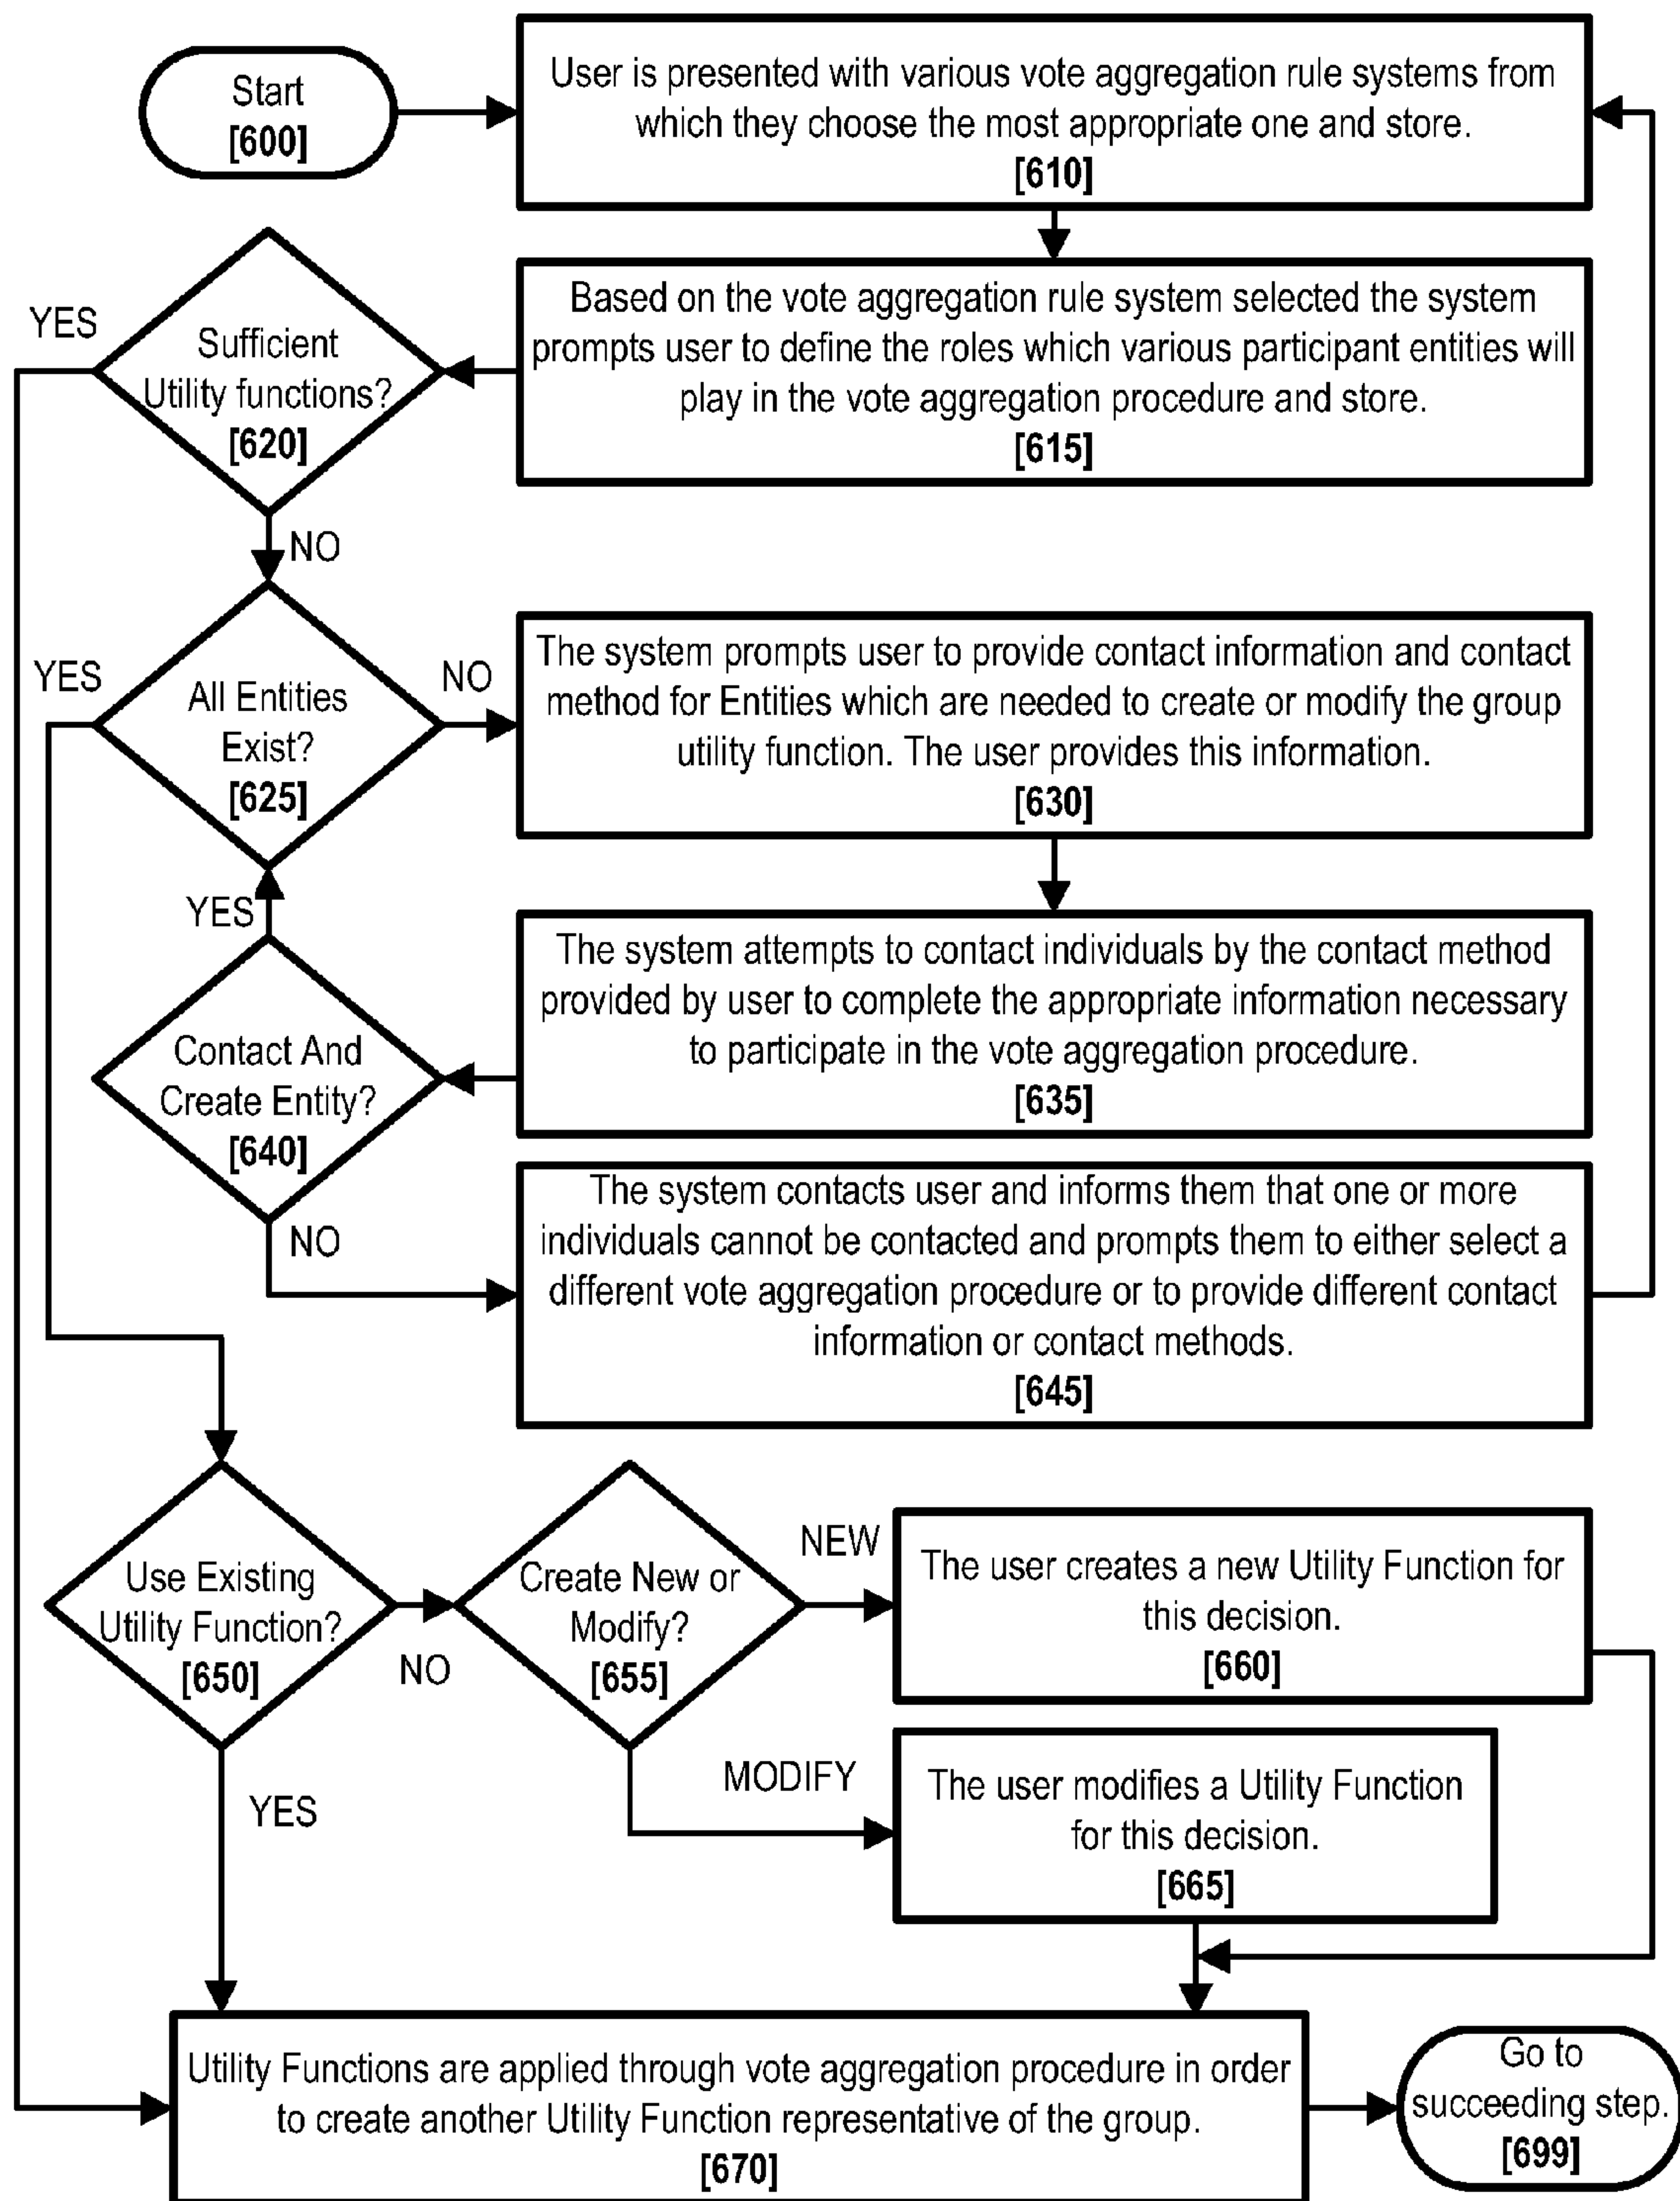 Start
[600]
User is presented with various vote aggregation rule systems from
which they choose the most appropriate one and store.
[610]
Based on the vote aggregation rule system selected the system
prompts user to define the roles which various participant entities will
play in the vote aggregation procedure and store.
[615]
YES
Sufficient
Utility functions?
[620]
NO
YES
All Entities
Exist?
[625]
NO
The system prompts user to provide contact information and contact
method for Entities which are needed to create or modify the group
utility function. The user provides this information.
[630]
The system attempts to contact individuals by the contact method
provided by user to complete the appropriate information necessary
to participate in the vote aggregation procedure.
[635]
YES
Contact And
Create Entity?
[640]
NO
The system contacts user and informs them that one or more
individuals cannot be contacted and prompts them to either select a
different vote aggregation procedure or to provide different contact
information or contact methods.
[645]
Use Existing
Utility Function?
[650]
NO
Create New or
Modify?
[655]
NEW
The user creates a new Utility Function for
this decision.
[660]
MODIFY
The user modifies a Utility Function
for this decision.
[665]
YES
Utility Functions are applied through vote aggregation procedure in order
to create another Utility Function representative of the group.
[670]
Go to
succeeding step.
[699]